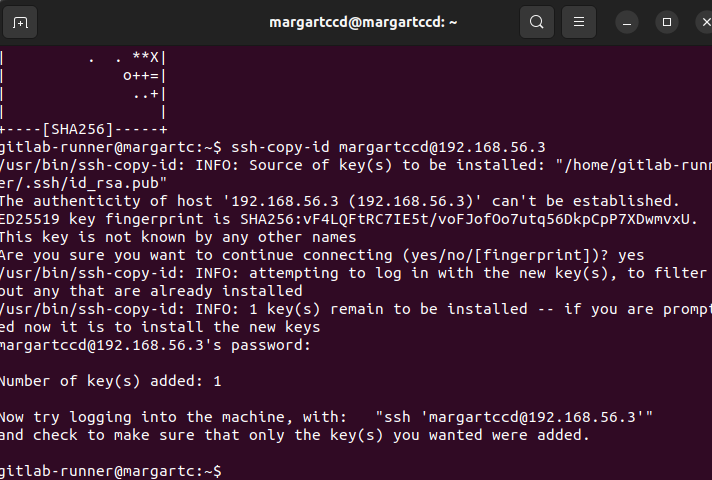 margartccd@margartccd: ~
|         .  . **X|
|             o++=|
|              ..+|
|                 |
+----[SHA256]-----+
gitlab-runner@margartc:~$ ssh-copy-id margartccd@192.168.56.3
/usr/bin/ssh-copy-id: INFO: Source of key(s) to be installed: "/home/gitlab-runn
er/.ssh/id_rsa.pub"
The authenticity of host '192.168.56.3 (192.168.56.3)' can't be established.
ED25519 key fingerprint is SHA256:vF4LQFtRC7IE5t/voFJofOo7utq56DkpCpP7XDwmvxU.
This key is not known by any other names
Are you sure you want to continue connecting (yes/no/[fingerprint])? yes
/usr/bin/ssh-copy-id: INFO: attempting to log in with the new key(s), to filter
out any that are already installed
/usr/bin/ssh-copy-id: INFO: 1 key(s) remain to be installed -- if you are prompt
ed now it is to install the new keys
margartccd@192.168.56.3's password:
Number of key(s) added: 1
Now try logging into the machine, with:   "ssh 'margartccd@192.168.56.3'"
and check to make sure that only the key(s) you wanted were added.
gitlab-runner@margartc:~$